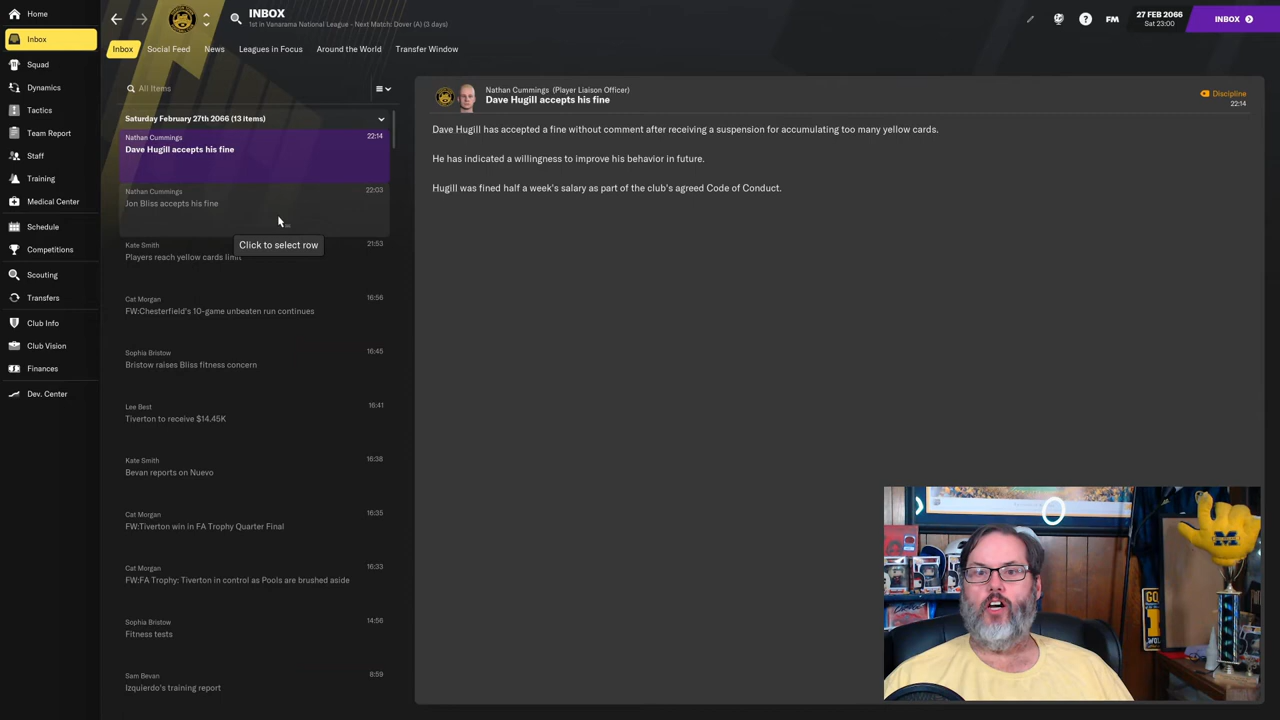 Home
Inbox
Squad
Dynamics
Tactics
Team Report
Staff
Training
Medical Center
Schedule
Competitions
Scouting
Transfers
Club Info
Club Vision
Finances
Dev. Center
INBOX
1st in Vanarama National League - Next Match: Dover (A) (3 days)
FM
27 FEB 2066
Sat 23:00
INBOX
Inbox
Social Feed
News
Leagues in Focus
Around the World
Transfer Window
All Items
Saturday February 27th 2066 (13 items)
Nathan Cummings 22:14
Dave Hugill accepts his fine
Nathan Cummings 22:03
Jon Bliss accepts his fine
Click to select row
Kate Smith 21:53
Players reach yellow cards limit
Cat Morgan 16:56
FW:Chesterfield's 10-game unbeaten run continues
Sophia Bristow 16:45
Bristow raises Bliss fitness concern
Lee Best 16:41
Tiverton to receive $14.45K
Kate Smith 16:38
Bevan reports on Nuevo
Cat Morgan 16:35
FW:Tiverton win in FA Trophy Quarter Final
Cat Morgan 16:33
FW:FA Trophy: Tiverton in control as Pools are brushed aside
Sophia Bristow 14:56
Fitness tests
Sam Bevan 8:59
Izquierdo's training report
Nathan Cummings (Player Liaison Officer)
Dave Hugill accepts his fine
Discipline
22:14
Dave Hugill has accepted a fine without comment after receiving a suspension for accumulating too many yellow cards.
He has indicated a willingness to improve his behavior in future.
Hugill was fined half a week's salary as part of the club's agreed Code of Conduct.